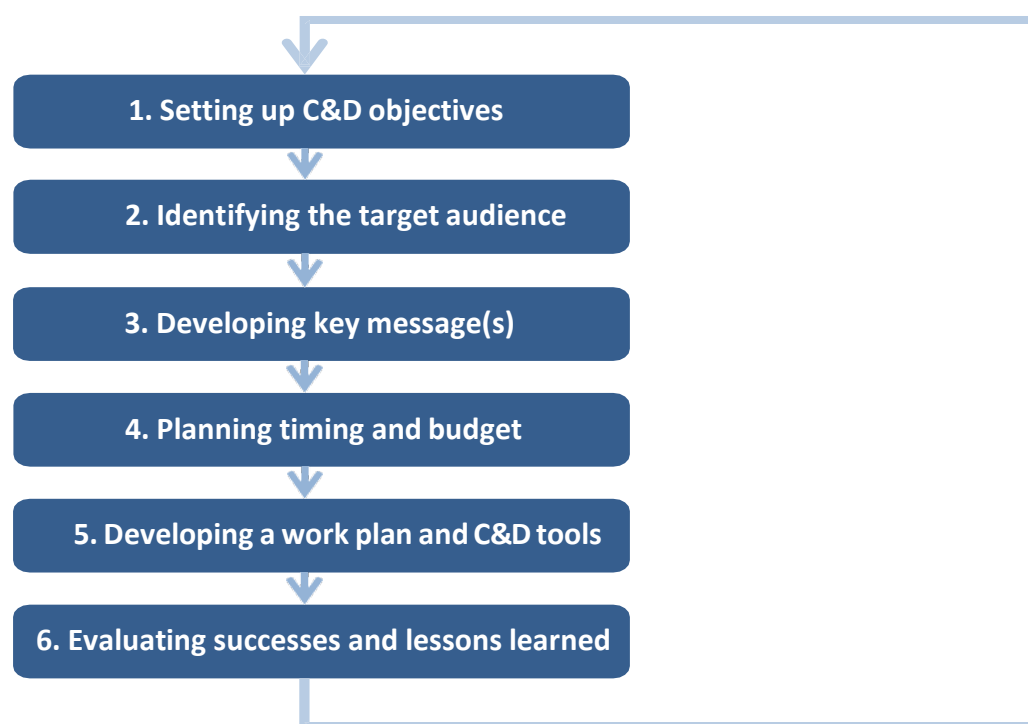 1. Setting up C&D objectives
2. Identifying the target audience
3. Developing key message(s)
4. Planning timing and budget
5. Developing a work plan and C&D tools
6. Evaluating successes and lessons learned